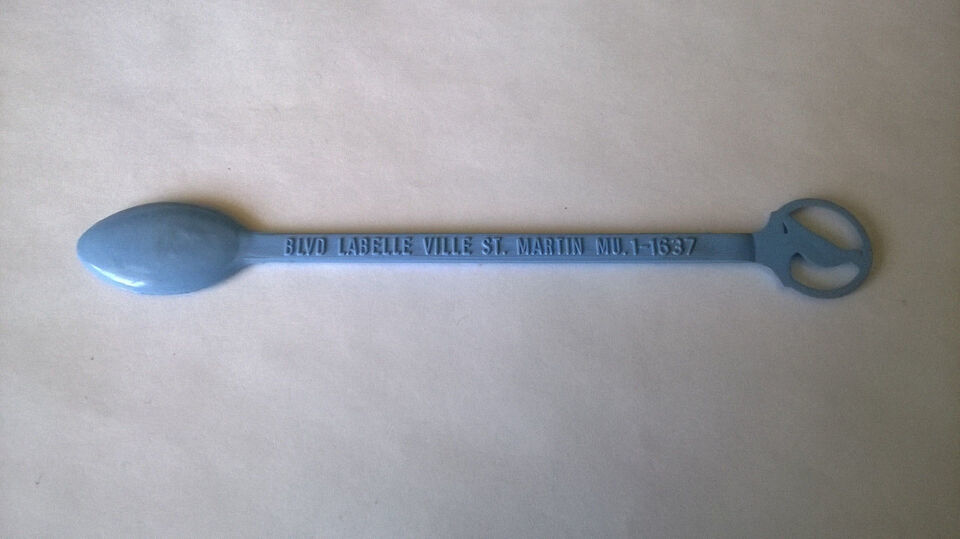 BLVD LABELLE VILLE ST. MARTIN MU.1-1637